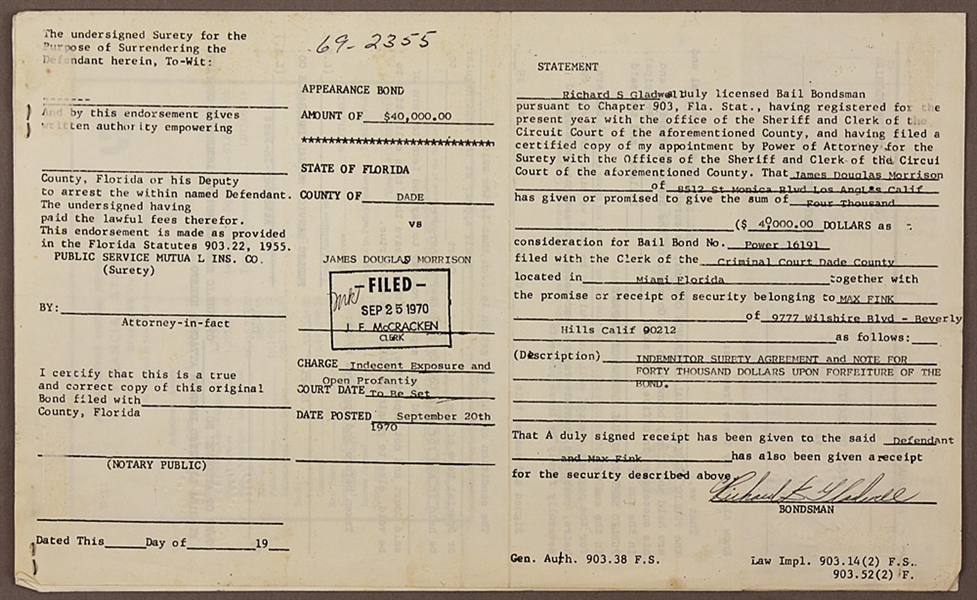 The undersigned Surety for the
Purpose of Surrendering the
Defendant herein, To-Wit:
And by this endorsement gives
written authority empowering
County, Florida or his Deputy
to arrest the within named Defendant.
The undersigned having
paid the lawful fees therefor.
This endorsement is made as provided
in the Florida Statutes 903.22, 1955.
PUBLIC SERVICE MUTUA L INS. CO.
(Surety)
BY:
Attorney-in-fact
I certify that this is a true
and correct copy of this original
Bond filed with
County, Florida
(NOTARY PUBLIC)
Dated This Day of 19
69-2355
APPEARANCE BOND
AMOUNT OF $40,000.00
****************************
STATE OF FLORIDA
COUNTY OF DADE
vs
JAMES DOUGLAS MORRISON
FILED
SEP 25 1970
J. F. McCRACKEN
CLERK
CHARGE Indecent Exposure and
Open Profantiy
COURT DATE To Be Set
DATE POSTED September 20th
1970
STATEMENT
Richard S Gladwell duly licensed Bail Bondsman
pursuant to Chapter 903, Fla. Stat., having registered for the
present year with the office of the Sheriff and Clerk of the
Circuit Court of the aforementioned County, and having filed a
certified copy of my appointment by Power of Attorney for the
Surety with the Offices of the Sheriff and Clerk of the Circui
Court of the aforementioned County. That James Douglas Morrison
of 8512 St Monica Blvd Los Angles Calif
has given or promised to give the sum of Four Thousand
($ 4,000.00 DOLLARS as
consideration for Bail Bond No. Power 16191
filed with the Clerk of the Criminal Court Dade County
located in Miami Florida together with
the promise or receipt of security belonging to MAX FINK
of 9777 Wilshire Blvd - Beverly
Hills Calif 90212 as follows:
(Description) INDEMNITOR SURETY AGREEMENT and NOTE FOR
FORTY THOUSAND DOLLARS UPON FORFEITURE OF THE
BOND.
That A duly signed receipt has been given to the said Defendant
and Max Fink has also been given a receipt
for the security described above.
Richard S Gladwell
BONDSMAN
Gen. Auth. 903.38 F.S.
Law Impl. 903.14(2) F.S.
903.52(2) F.